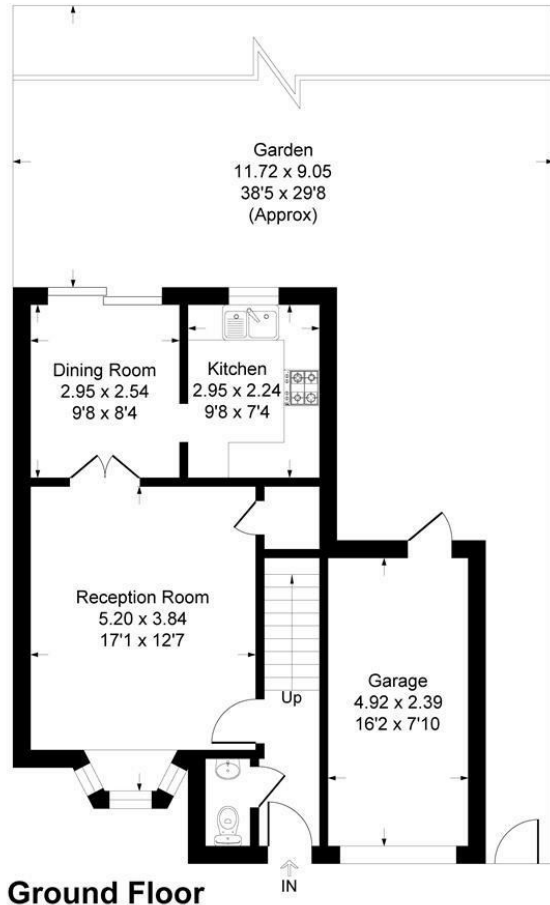 Garden
11.72 x 9.05
38'5 x 29'8
(Approx)
Dining Room
2.95 x 2.54
9'8 x 8'4
Kitchen
2.95 x 2.24
9'8 x 7'4
Reception Room
5.20 x 3.84
17'1 x 12'7
Up
Garage
4.92 x 2.39
16'2 x 7'10
IN
Ground Floor